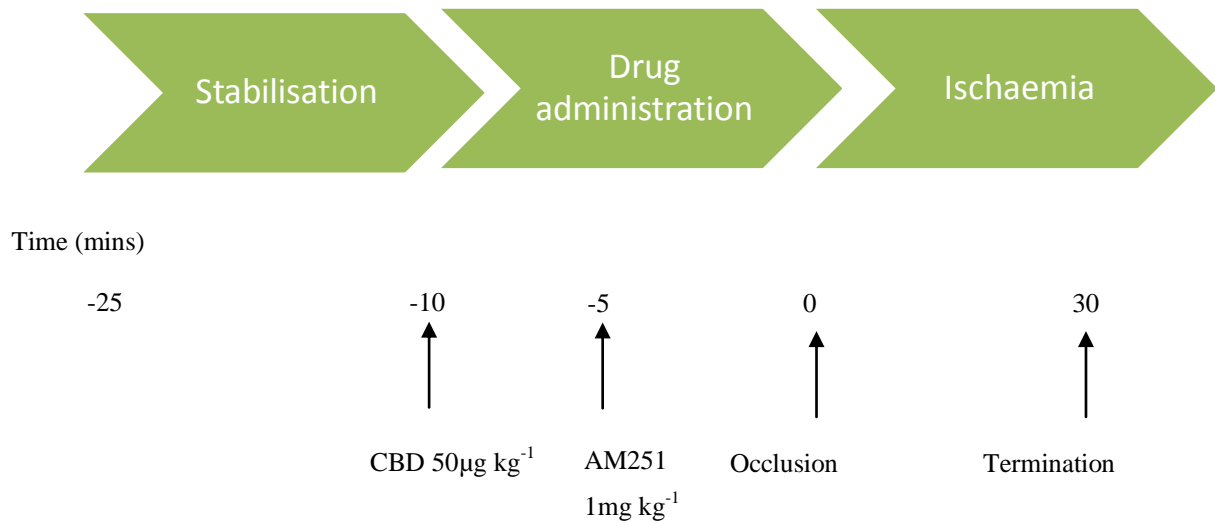 Stabilisation
Drug
administration
Ischaemia
Time (mins)
-25 -10 -5 0 30
CBD 50µg kg⁻¹ AM251 Occlusion Termination
1mg kg⁻¹